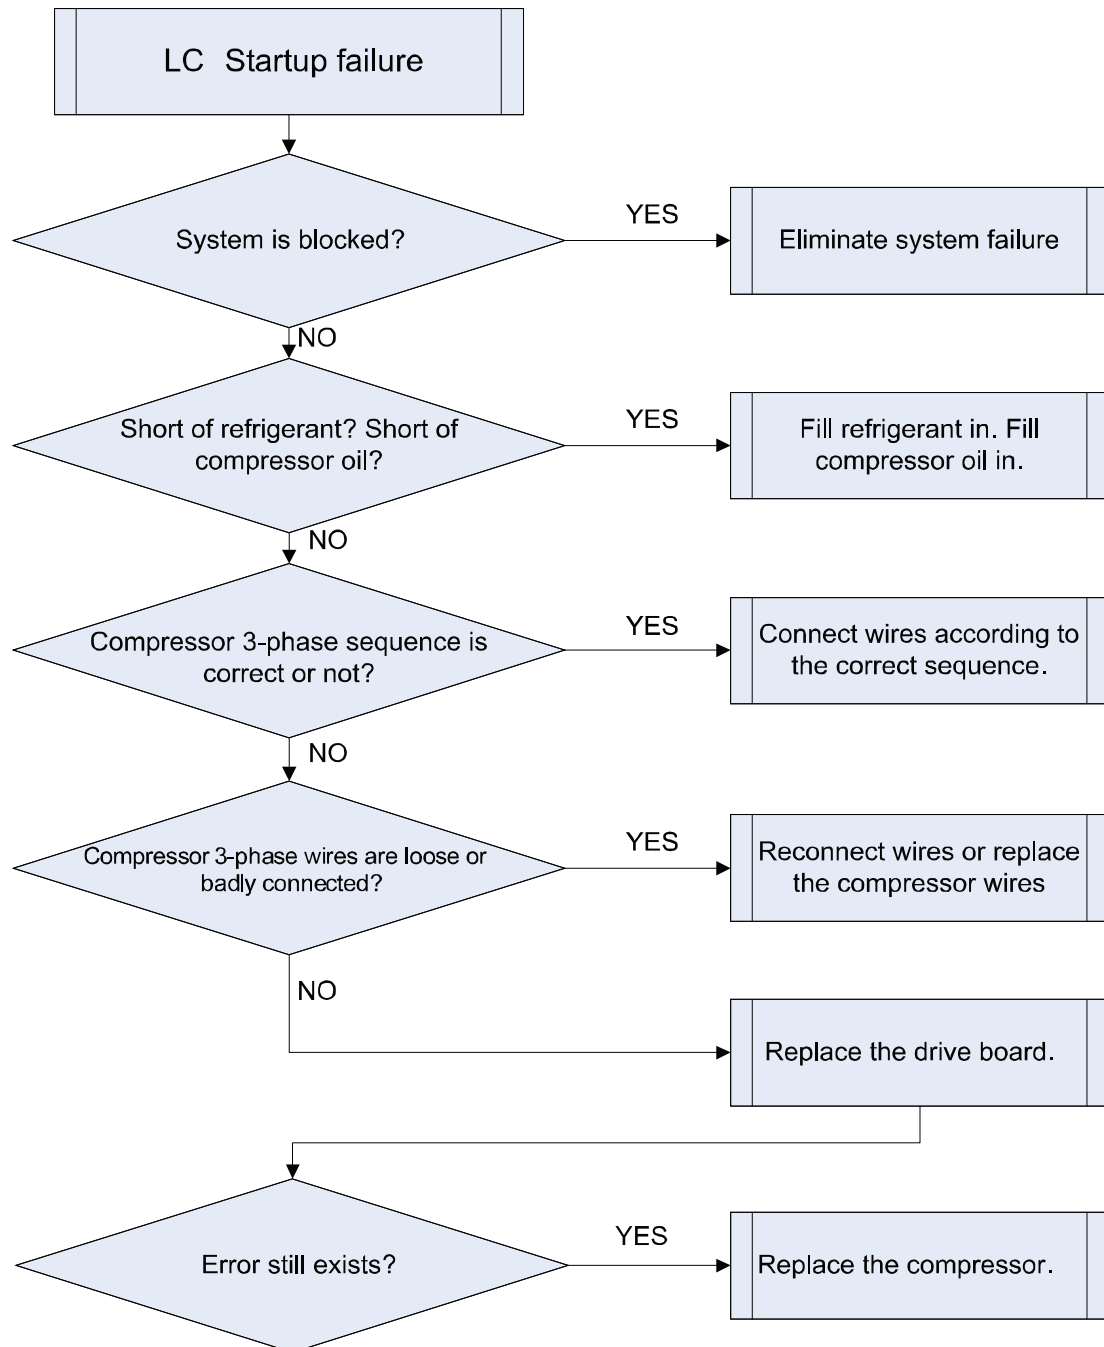 LC Startup failure
System is blocked?
YES
Eliminate system failure
NO
Short of refrigerant? Short of
compressor oil?
YES
Fill refrigerant in. Fill
compressor oil in.
NO
Compressor 3-phase sequence is
correct or not?
YES
Connect wires according to
the correct sequence.
NO
Compressor 3-phase wires are loose or
badly connected?
YES
Reconnect wires or replace
the compressor wires
NO
Replace the drive board.
Error still exists?
YES
Replace the compressor.